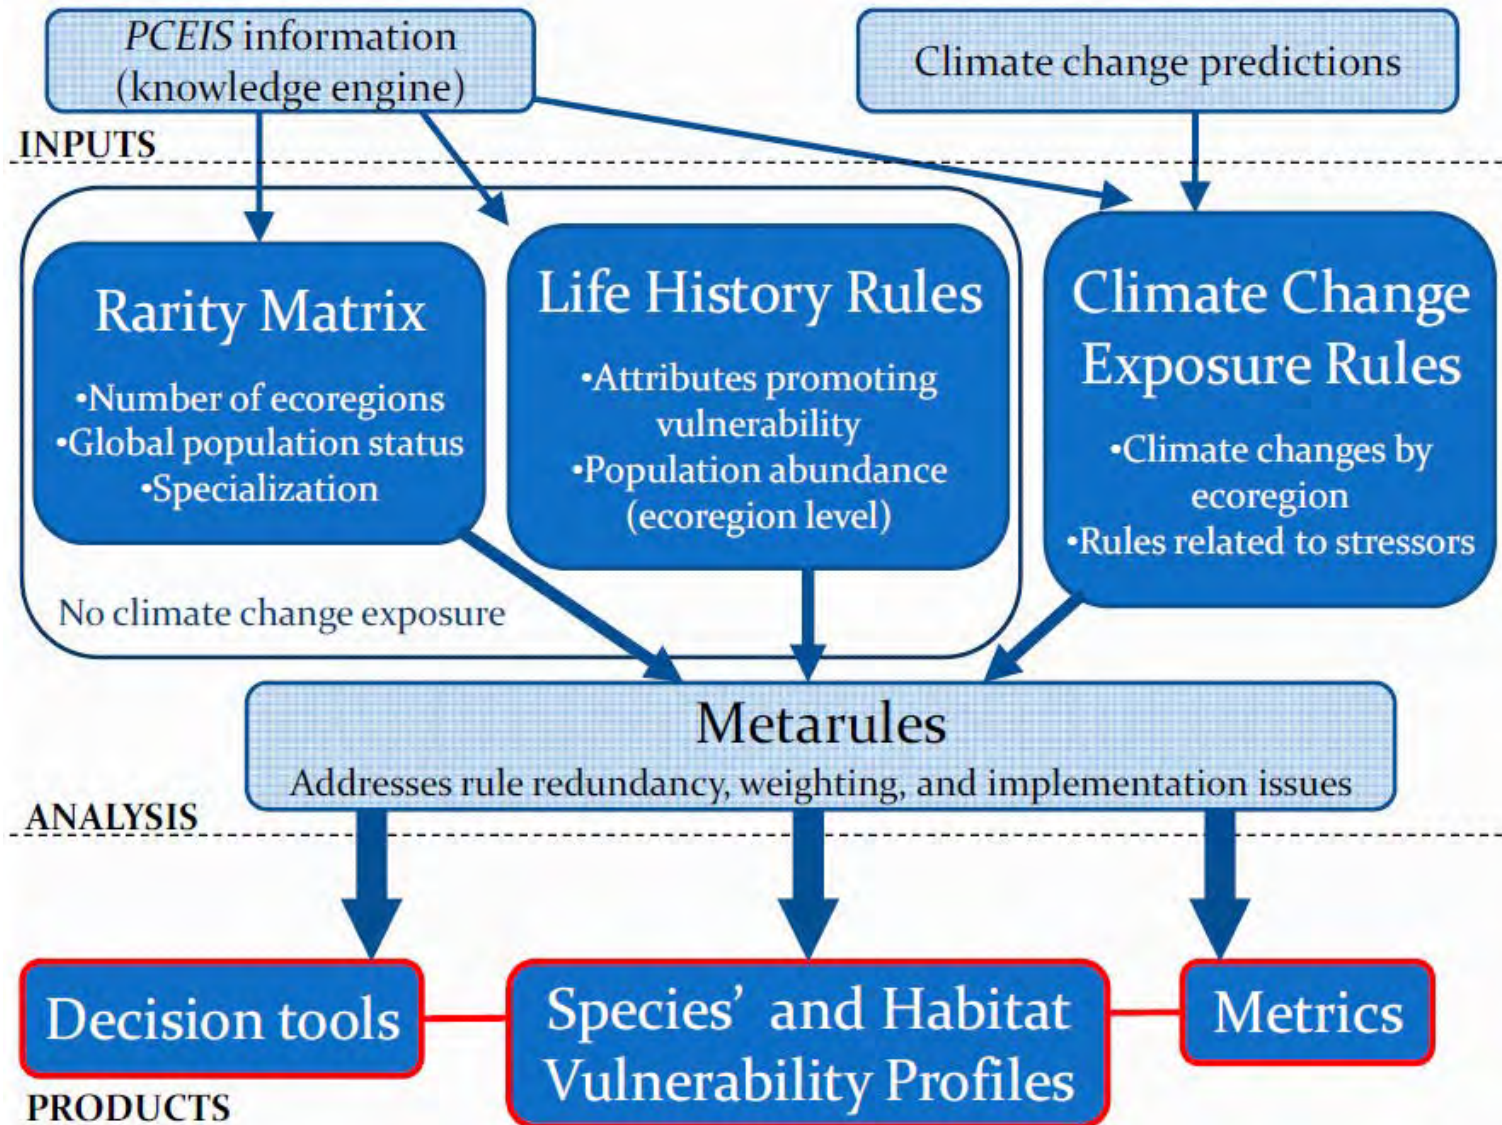 PCEIS information
(knowledge engine)
Climate change predictions
INPUTS
Rarity Matrix
•Number of ecoregions
•Global population status
•Specialization
Life History Rules
•Attributes promoting
vulnerability
•Population abundance
(ecoregion level)
Climate Change
Exposure Rules
•Climate changes by
ecoregion
•Rules related to stressors
No climate change exposure
Metarules
Addresses rule redundancy, weighting, and implementation issues
ANALYSIS
Decision tools
Species’ and Habitat
Vulnerability Profiles
Metrics
PRODUCTS